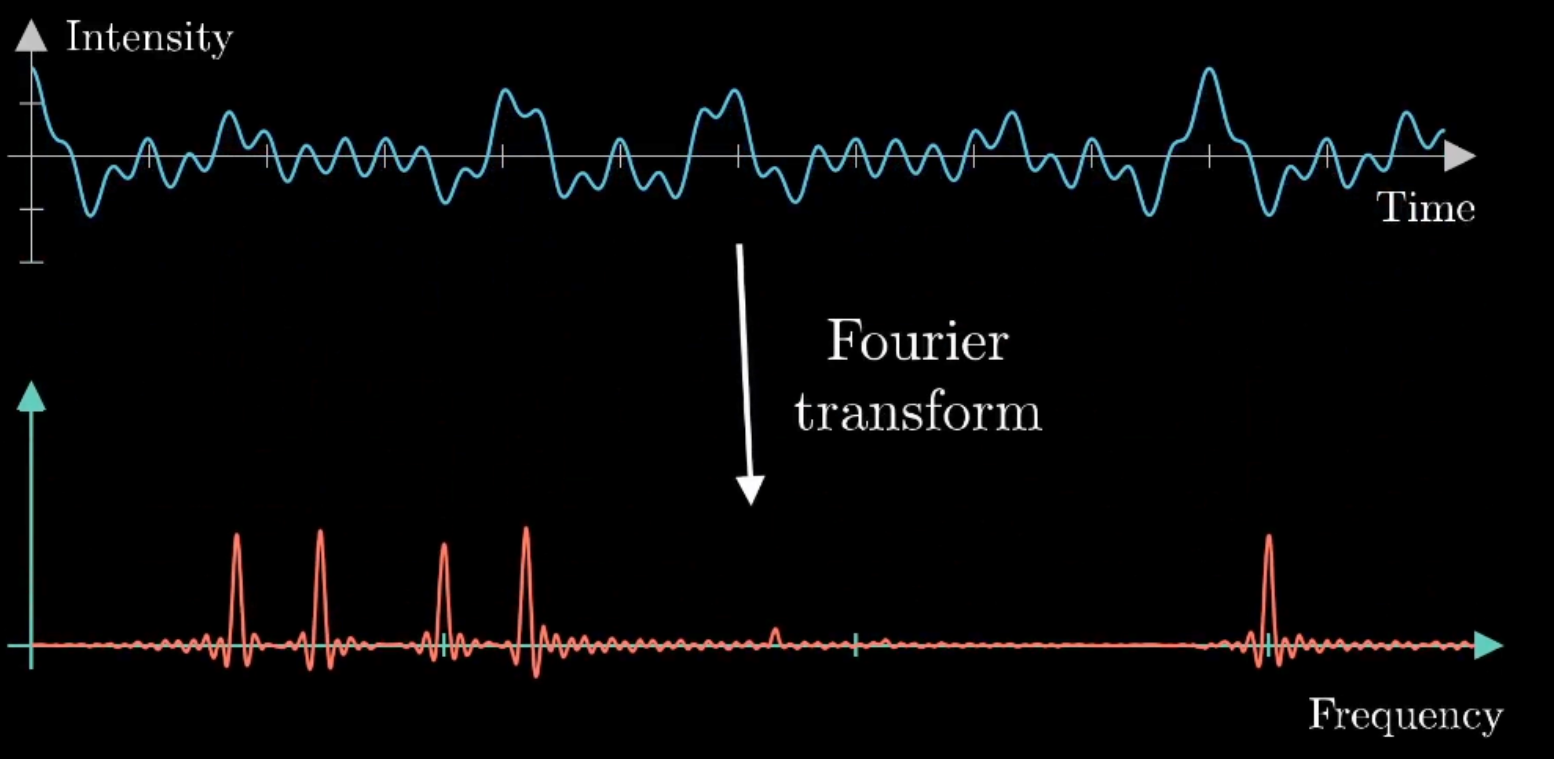 Intensity
Time
Fourier
transform
Frequency